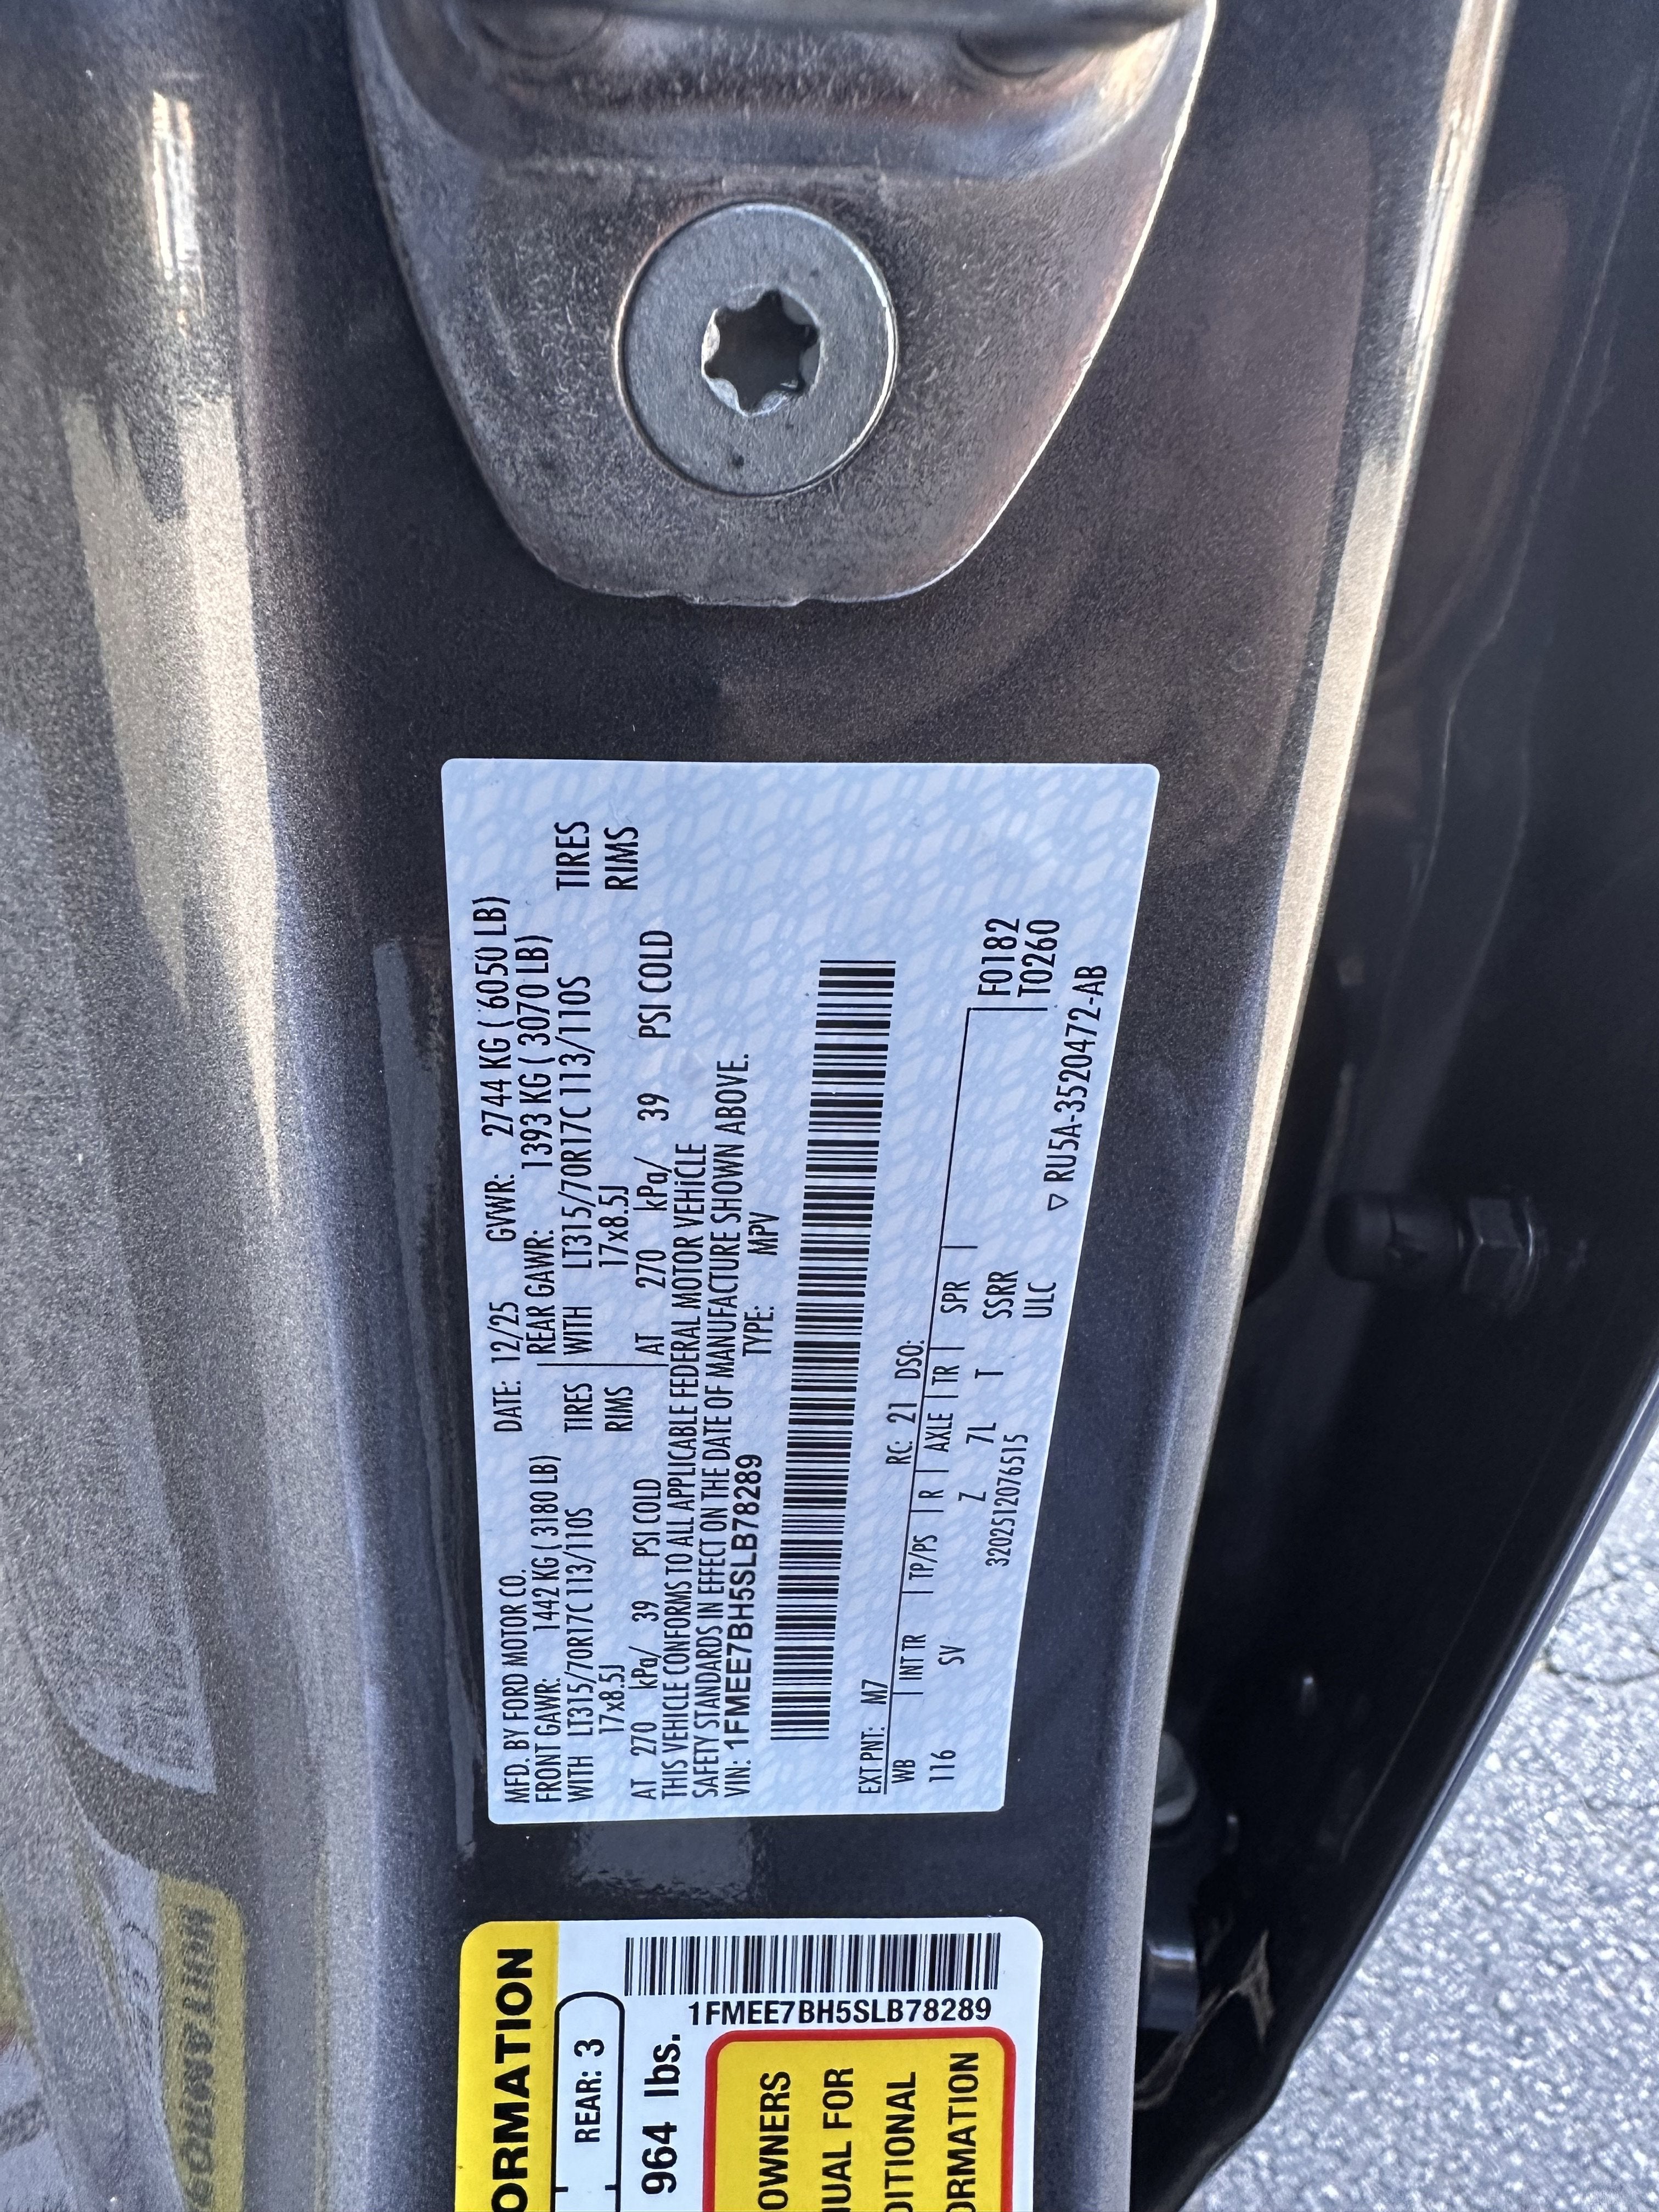 MFD. BY FORD MOTOR CO. DATE: 12/25 GVWR: 2744 KG ( 6050 LB)
FRONT GAWR: 1442 KG ( 3180 LB) REAR GAWR: 1393 KG ( 3070 LB)
WITH LT315/70R17C 113/110S TIRES WITH LT315/70R17C 113/110S TIRES
17x8.5J RIMS 17x8.5J RIMS
AT 270 kPa/ 39 PSI COLD AT 270 kPa/ 39 PSI COLD
THIS VEHICLE CONFORMS TO ALL APPLICABLE FEDERAL MOTOR VEHICLE
SAFETY STANDARDS IN EFFECT ON THE DATE OF MANUFACTURE SHOWN ABOVE.
VIN: 1FMEE7BH5SLB78289 TYPE: MPV
EXT PNT: M7 RC: 21 DSO:
WB INT TR TP/PS R AXLE TR SPR F0182
116 SV Z 7L T SSRR T0260
3202512076515 ULC
▽ RU5A-3520472-AB
ORMATION
REAR: 3
964 lbs.
1FMEE7BH5SLB78289
OWNERS
UAL FOR
DITIONAL
ORMATION